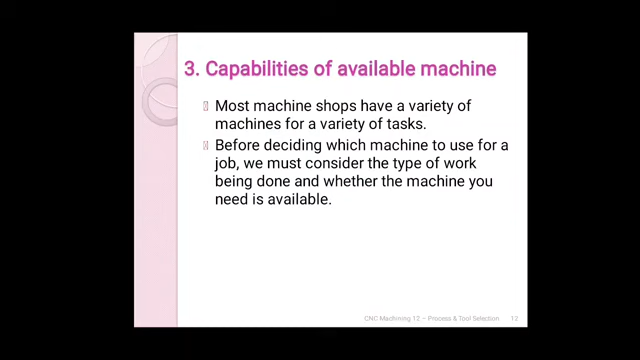 3. Capabilities of available machine
Most machine shops have a variety of
machines for a variety of tasks.
Before deciding which machine to use for a
job, we must consider the type of work
being done and whether the machine you
need is available.
CNC Machining 12 – Process & Tool Selection 12